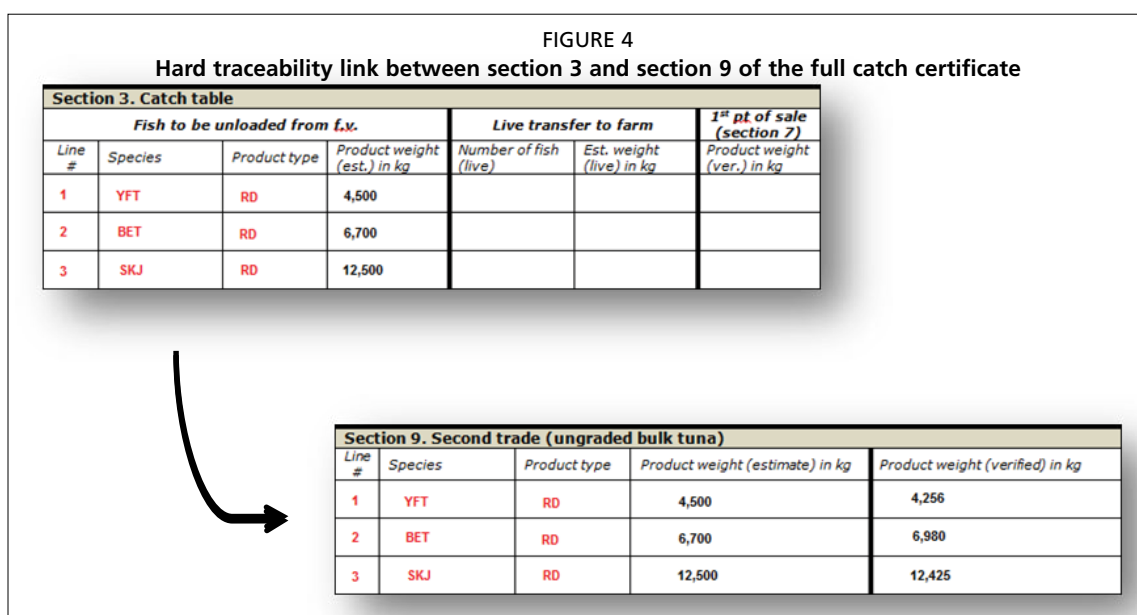 FIGURE 4
Hard traceability link between section 3 and section 9 of the full catch certificate
Section 3. Catch table
Fish to be unloaded from f.v. Live transfer to farm 1st pt of sale (section 7)
Line # Species Product type Product weight (est.) in kg Number of fish (live) Est. weight (live) in kg Product weight (ver.) in kg
1 YFT RD 4,500
2 BET RD 6,700
3 SKJ RD 12,500
Section 9. Second trade (ungraded bulk tuna)
Line # Species Product type Product weight (estimate) in kg Product weight (verified) in kg
1 YFT RD 4,500 4,256
2 BET RD 6,700 6,980
3 SKJ RD 12,500 12,425